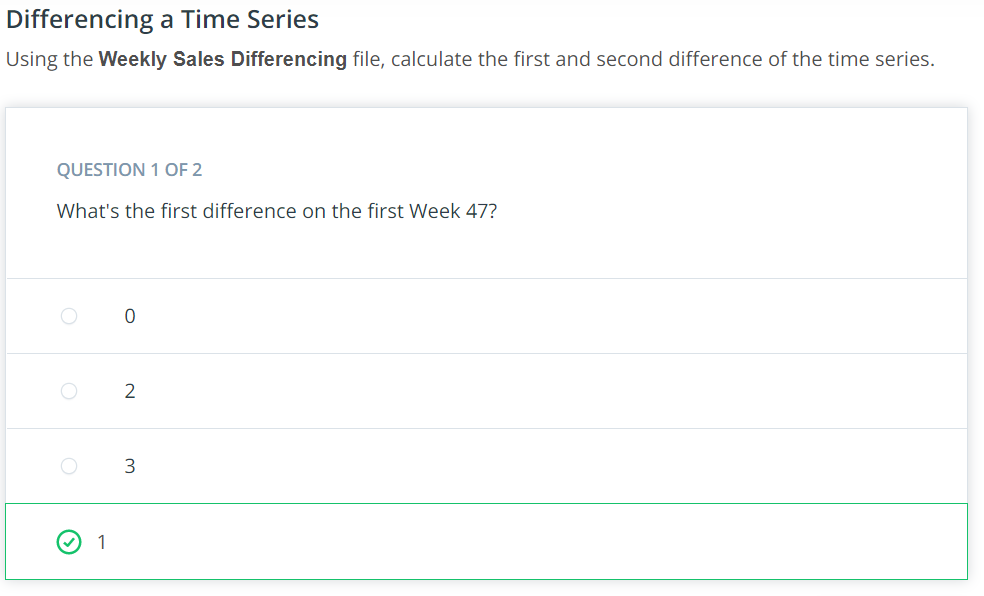 Differencing a Time Series
Using the Weekly Sales Differencing file, calculate the first and second difference of the time series.
QUESTION 1 OF 2
What's the first difference on the first Week 47?
0
2
3
1